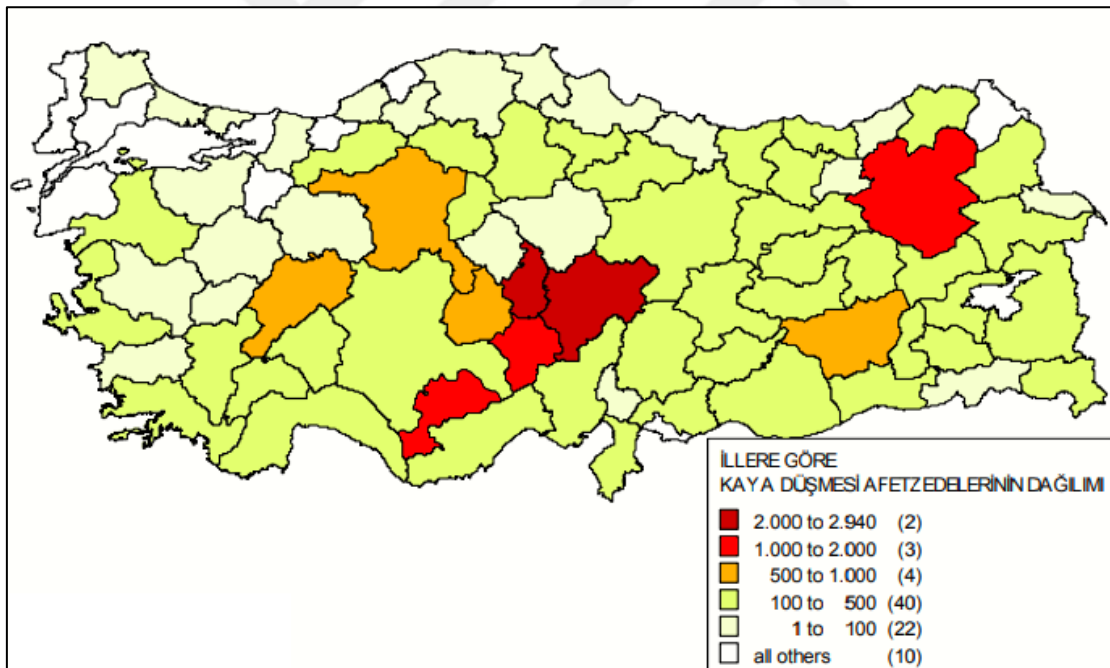 İLLERE GÖRE
KAYA DÜŞMESİ AFETZEDELERİNİN DAĞILIMI
2.000 to 2.940 (2)
1.000 to 2.000 (3)
500 to 1.000 (4)
100 to 500 (40)
1 to 100 (22)
all others (10)